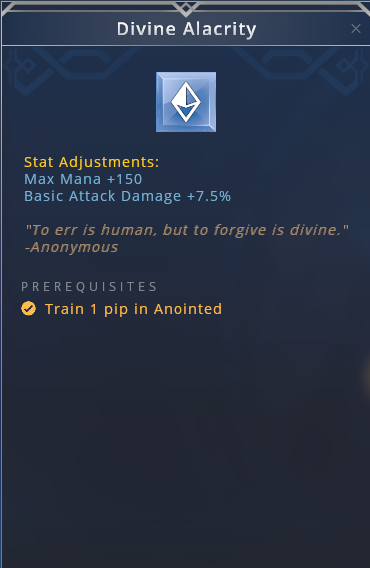 Divine Alacrity
Stat Adjustments:
Max Mana +150
Basic Attack Damage +7.5%
"To err is human, but to forgive is divine."
-Anonymous
PREREQUISITES
Train 1 pip in Anointed